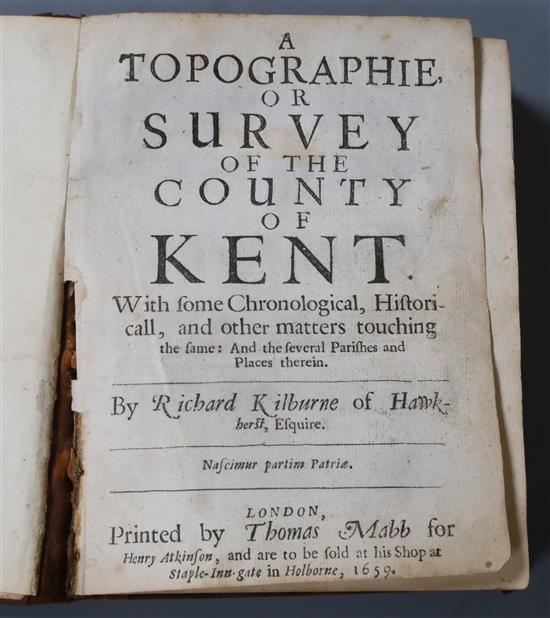 A
TOPOGRAPHIE,
OR
SURVEY
OF THE
COUNTY
OF
KENT.
With ſome Chronological, Hiſtori-
call, and other matters touching
the ſame: And the ſeveral Pariſhes and
Places therein.
By Richard Kilburne of Hawk-
herſt, Eſquire.
Naſcimur partim Patriæ.
LONDON,
Printed by Thomas Mabb for
Henry Atkinſon, and are to be ſold at his Shop at
Staple-Inn-gate in Holborne, 1659.